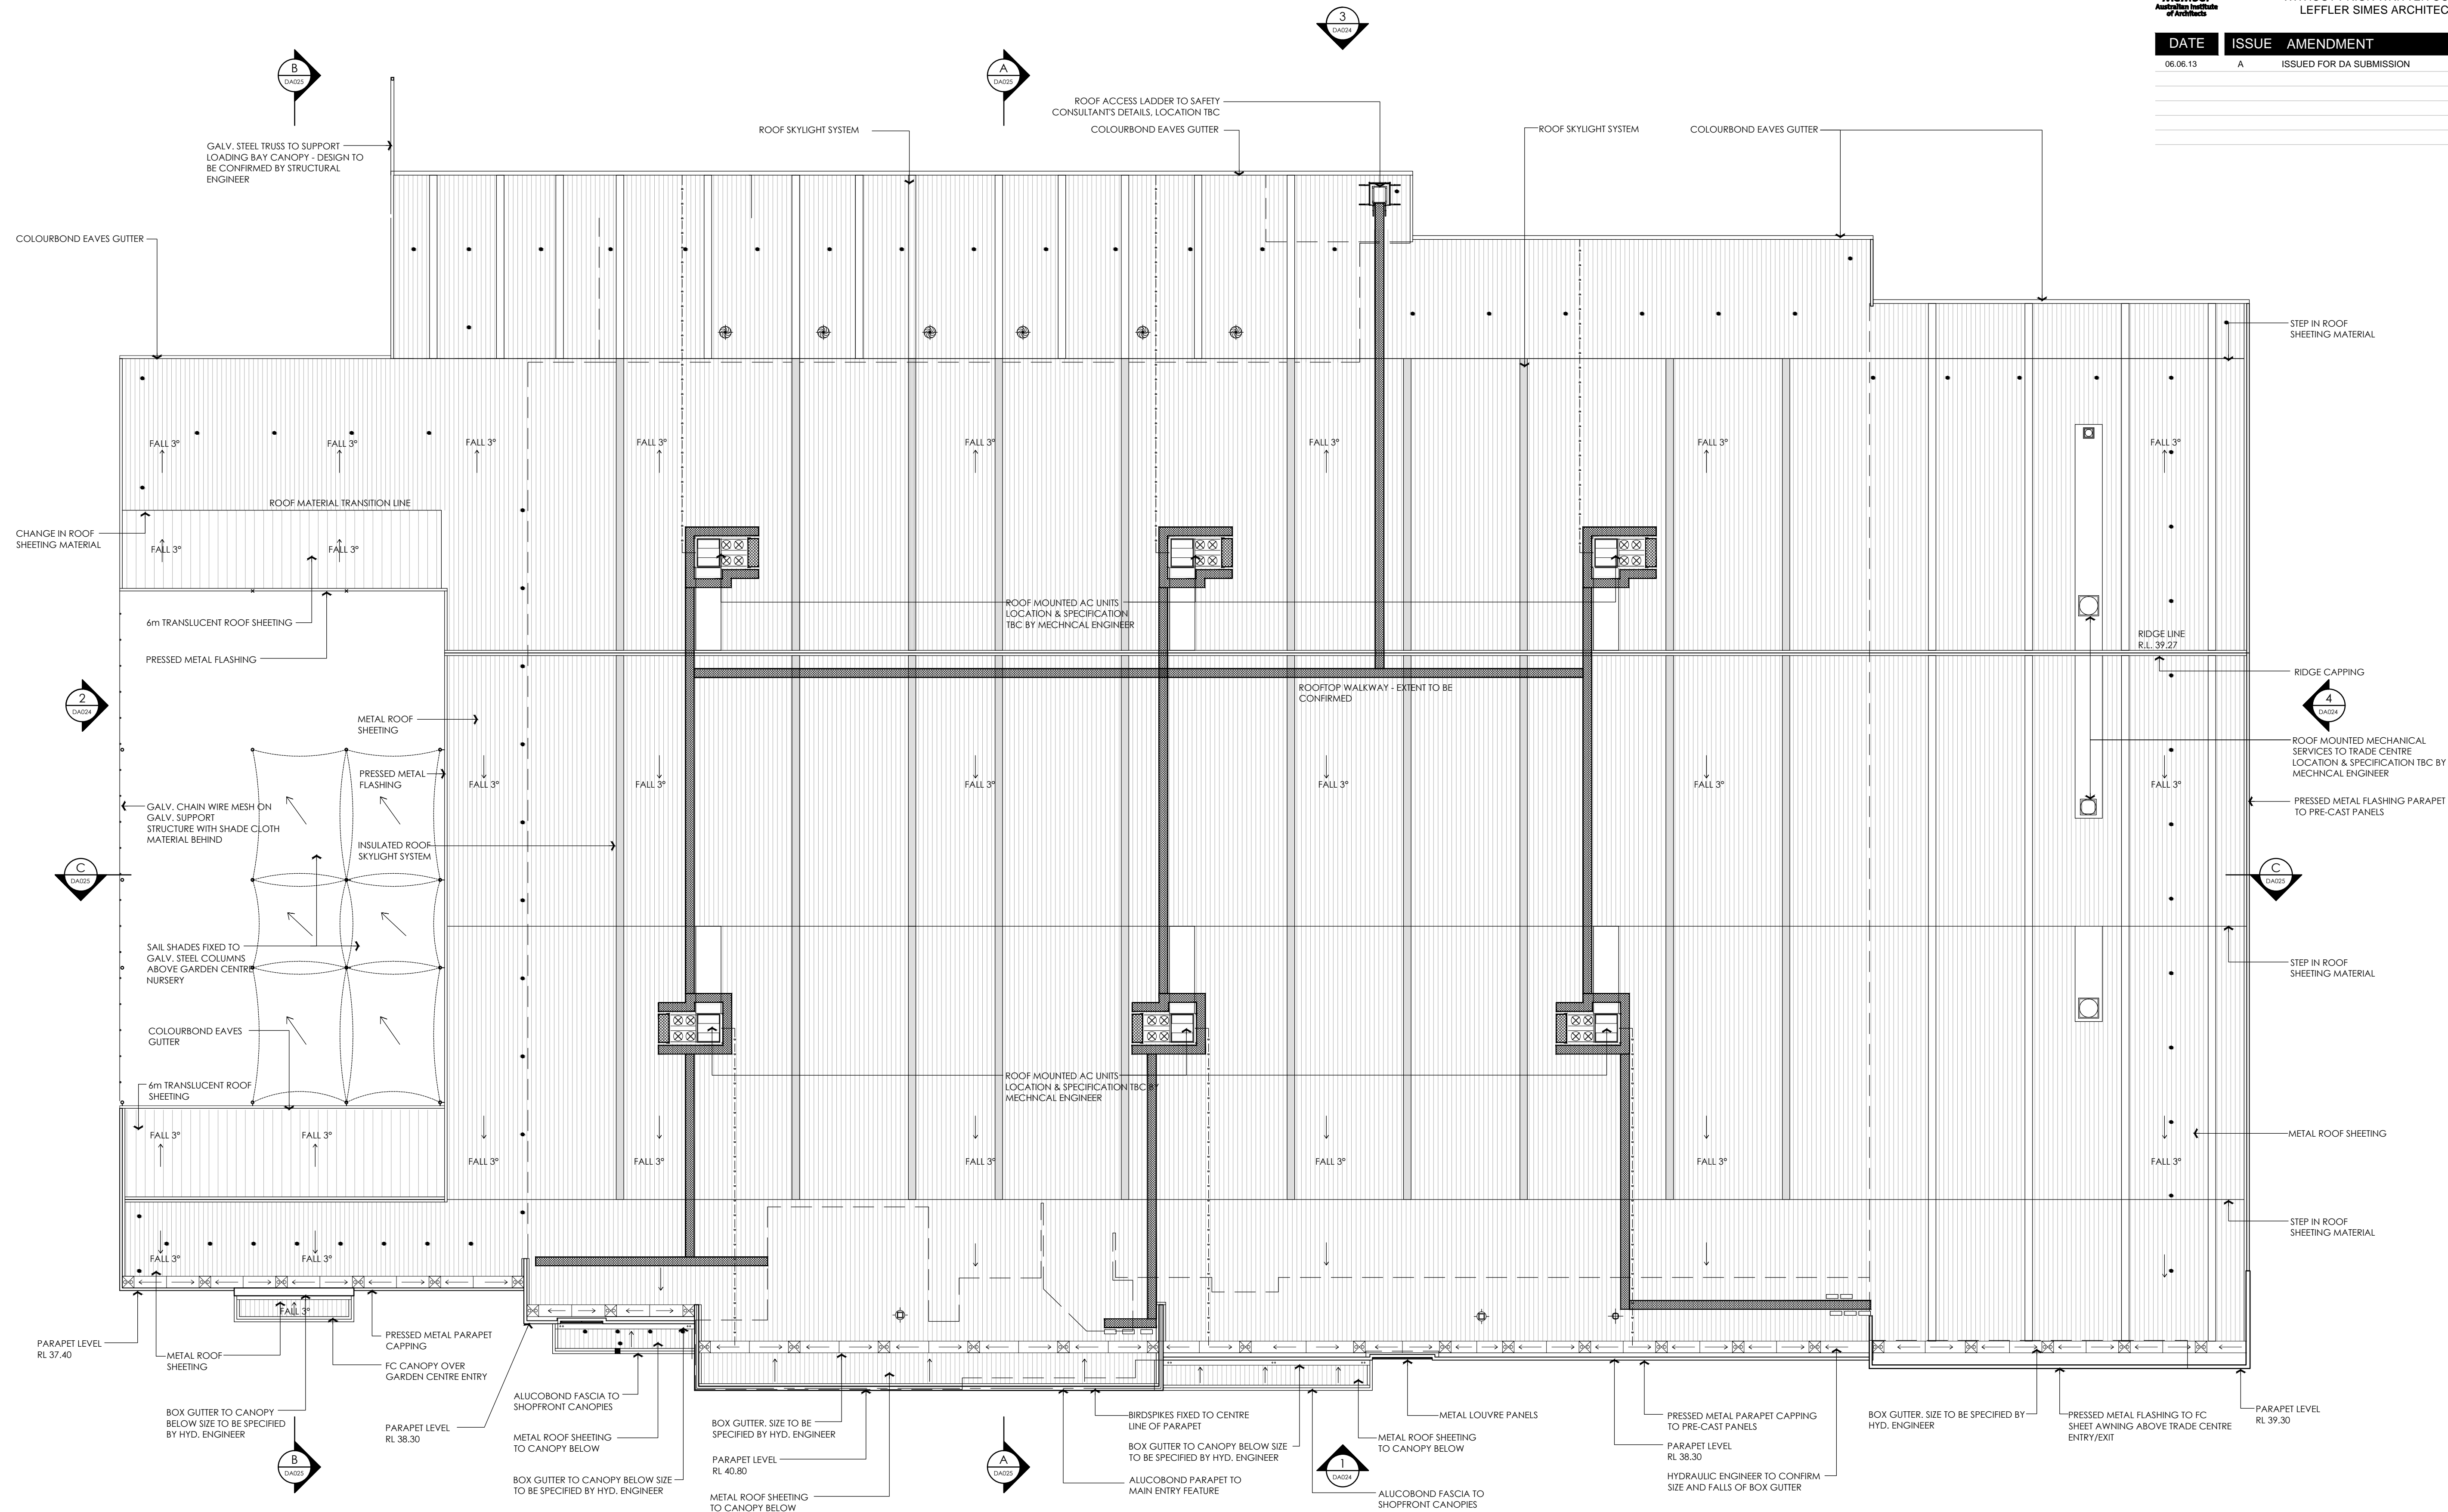 Australian Institute
of Architects
LEFFLER SIMES ARCHITEC
DATE ISSUE AMENDMENT
06.06.13 A ISSUED FOR DA SUBMISSION
3
DA024
B
DA025
A
DA025
ROOF ACCESS LADDER TO SAFETY
CONSULTANT'S DETAILS, LOCATION TBC
ROOF SKYLIGHT SYSTEM
COLOURBOND EAVES GUTTER
ROOF SKYLIGHT SYSTEM
COLOURBOND EAVES GUTTER
GALV. STEEL TRUSS TO SUPPORT
LOADING BAY CANOPY - DESIGN TO
BE CONFIRMED BY STRUCTURAL
ENGINEER
COLOURBOND EAVES GUTTER
STEP IN ROOF
SHEETING MATERIAL
FALL 3°
FALL 3°
FALL 3°
FALL 3°
FALL 3°
FALL 3°
FALL 3°
FALL 3°
ROOF MATERIAL TRANSITION LINE
CHANGE IN ROOF
SHEETING MATERIAL
FALL 3°
FALL 3°
6m TRANSLUCENT ROOF SHEETING
ROOF MOUNTED AC UNITS
LOCATION & SPECIFICATION
TBC BY MECHNCAL ENGINEER
RIDGE LINE
R.L. 39.27
PRESSED METAL FLASHING
RIDGE CAPPING
ROOFTOP WALKWAY - EXTENT TO BE
CONFIRMED
2
DA024
4
DA024
METAL ROOF
SHEETING
ROOF MOUNTED MECHANICAL
SERVICES TO TRADE CENTRE
LOCATION & SPECIFICATION TBC BY
MECHNCAL ENGINEER
PRESSED METAL
FLASHING
FALL 3°
FALL 3°
FALL 3°
FALL 3°
FALL 3°
FALL 3°
GALV. CHAIN WIRE MESH ON
GALV. SUPPORT
STRUCTURE WITH SHADE CLOTH
MATERIAL BEHIND
PRESSED METAL FLASHING PARAPET
TO PRE-CAST PANELS
INSULATED ROOF
SKYLIGHT SYSTEM
C
DA025
C
DA025
SAIL SHADES FIXED TO
GALV. STEEL COLUMNS
ABOVE GARDEN CENTRE
NURSERY
STEP IN ROOF
SHEETING MATERIAL
COLOURBOND EAVES
GUTTER
ROOF MOUNTED AC UNITS
LOCATION & SPECIFICATION TBC BY
MECHNCAL ENGINEER
6m TRANSLUCENT ROOF
SHEETING
FALL 3°
FALL 3°
METAL ROOF SHEETING
FALL 3°
FALL 3°
FALL 3°
FALL 3°
FALL 3°
FALL 3°
STEP IN ROOF
SHEETING MATERIAL
FALL 3°
FALL 3°
FALL 3°
PARAPET LEVEL
RL 37.40
METAL ROOF
SHEETING
PRESSED METAL PARAPET
CAPPING
FC CANOPY OVER
GARDEN CENTRE ENTRY
BOX GUTTER TO CANOPY
BELOW SIZE TO BE SPECIFIED
BY HYD. ENGINEER
PARAPET LEVEL
RL 38.30
ALUCOBOND FASCIA TO
SHOPFRONT CANOPIES
METAL ROOF SHEETING
TO CANOPY BELOW
BOX GUTTER TO CANOPY BELOW SIZE
TO BE SPECIFIED BY HYD. ENGINEER
BOX GUTTER. SIZE TO BE
SPECIFIED BY HYD. ENGINEER
PARAPET LEVEL
RL 40.80
METAL ROOF SHEETING
TO CANOPY BELOW
BIRDSPIKES FIXED TO CENTRE
LINE OF PARAPET
BOX GUTTER TO CANOPY BELOW SIZE
TO BE SPECIFIED BY HYD. ENGINEER
ALUCOBOND PARAPET TO
MAIN ENTRY FEATURE
METAL LOUVRE PANELS
METAL ROOF SHEETING
TO CANOPY BELOW
ALUCOBOND FASCIA TO
SHOPFRONT CANOPIES
PRESSED METAL PARAPET CAPPING
TO PRE-CAST PANELS
PARAPET LEVEL
RL 38.30
HYDRAULIC ENGINEER TO CONFIRM
SIZE AND FALLS OF BOX GUTTER
BOX GUTTER. SIZE TO BE SPECIFIED BY
HYD. ENGINEER
PRESSED METAL FLASHING TO FC
SHEET AWNING ABOVE TRADE CENTRE
ENTRY/EXIT
PARAPET LEVEL
RL 39.30
B
DA025
A
DA025
1
DA024